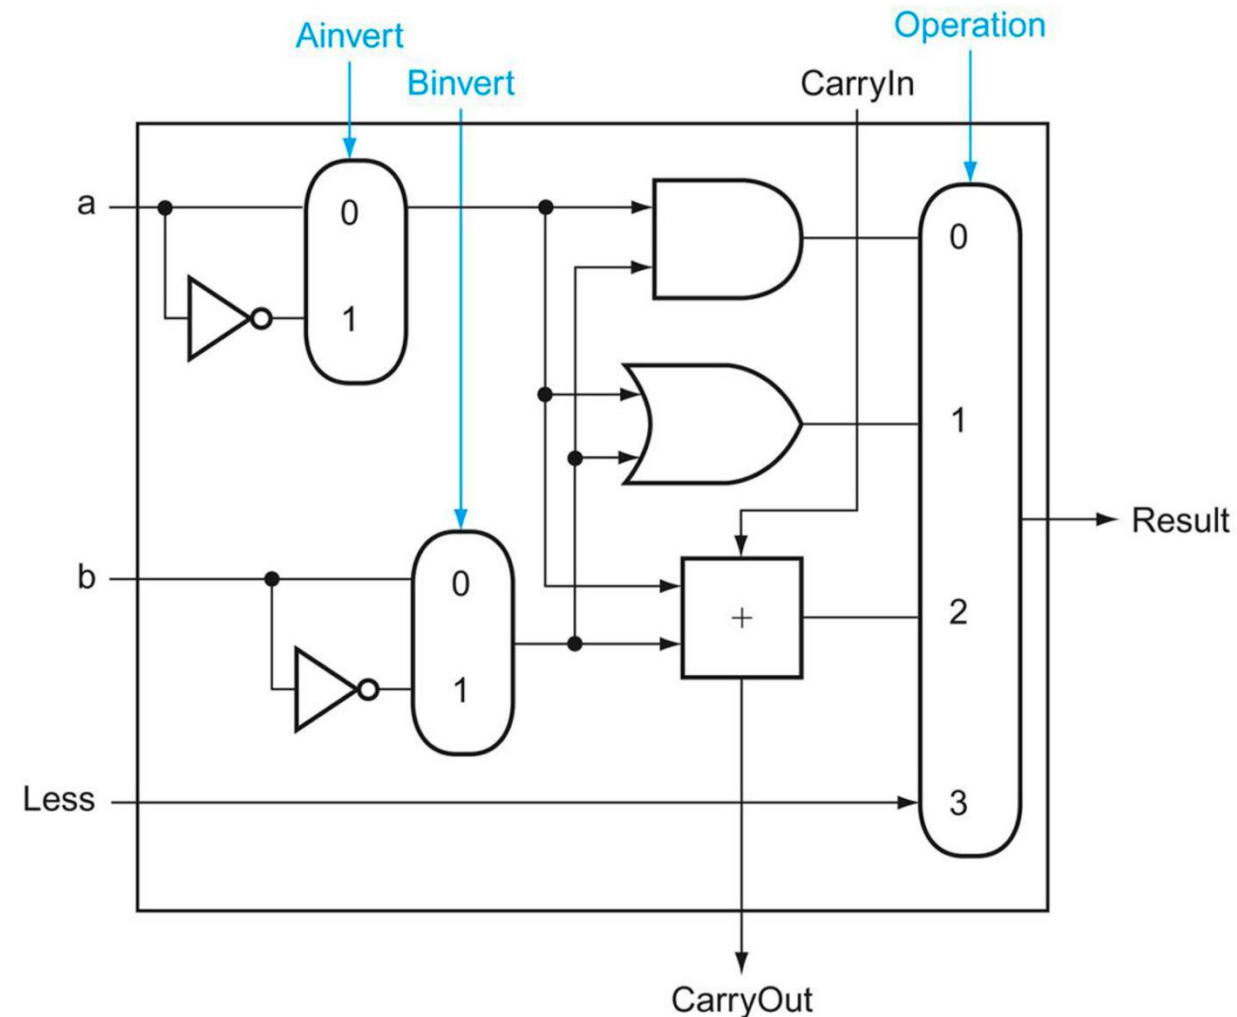 Operation
Ainvert
Binvert
CarryIn
a
0
0
1
1
Result
b
0
2
+
1
Less
3
CarryOut